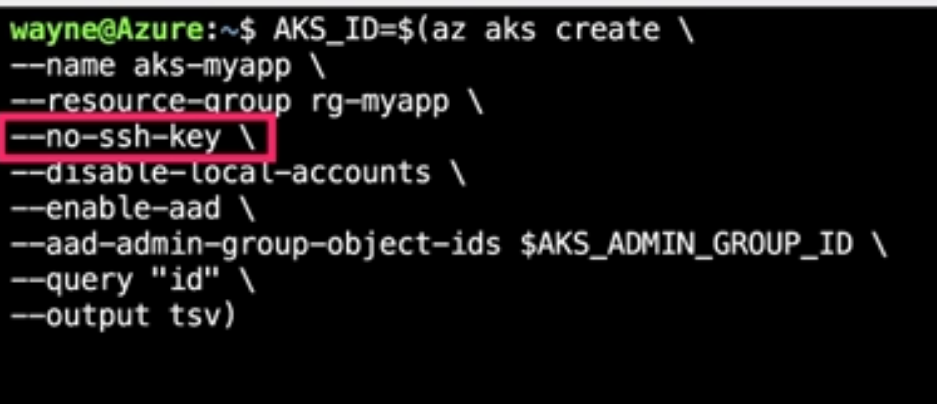 wayne@Azure:~$ AKS_ID=$(az aks create \
--name aks-myapp \
--resource-group rg-myapp \
--no-ssh-key \
--disable-local-accounts \
--enable-aad \
--aad-admin-group-object-ids $AKS_ADMIN_GROUP_ID \
--query "id" \
--output tsv)